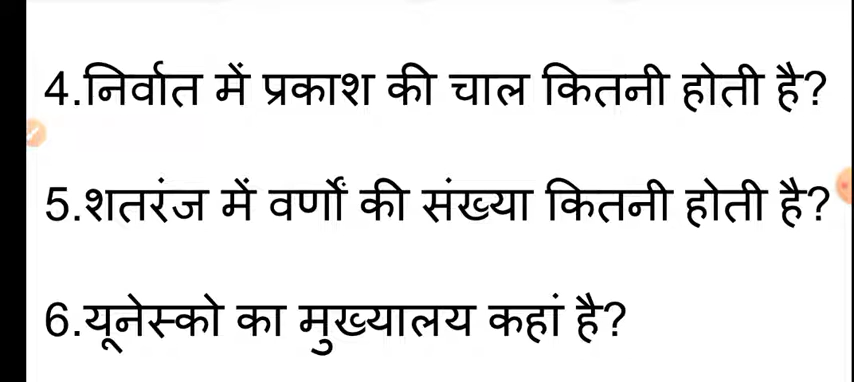 4.निर्वात में प्रकाश की चाल कितनी होती है?
5.शतरंज में वर्णों की संख्या कितनी होती है?
6.यूनेस्को का मुख्यालय कहां है?